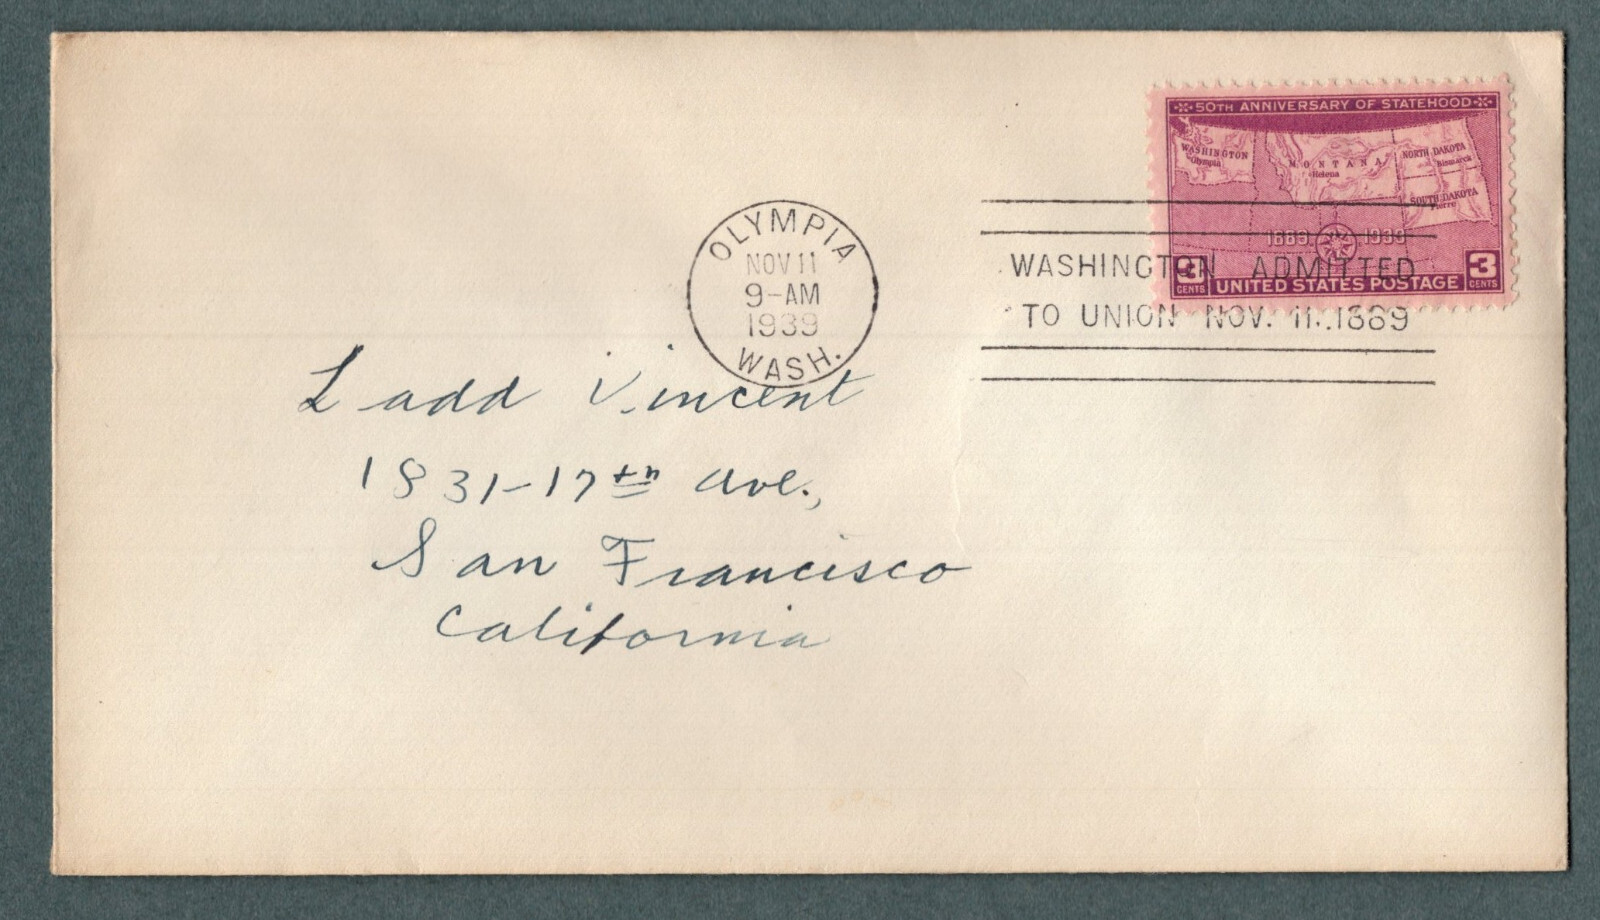 50TH ANNIVERSARY OF STATEHOOD
WASHINGTON
Olympia
MONTANA
Helena
NORTH DAKOTA
Bismarck
SOUTH DAKOTA
Pierre
1889 1939
3 CENTS UNITED STATES POSTAGE 3 CENTS
OLYMPIA
NOV 11
9-AM
1939
WASH.
WASHINGTON ADMITTED
TO UNION NOV. 11. 1889
Ladd Vincent
1831-17th Ave.,
San Francisco
California